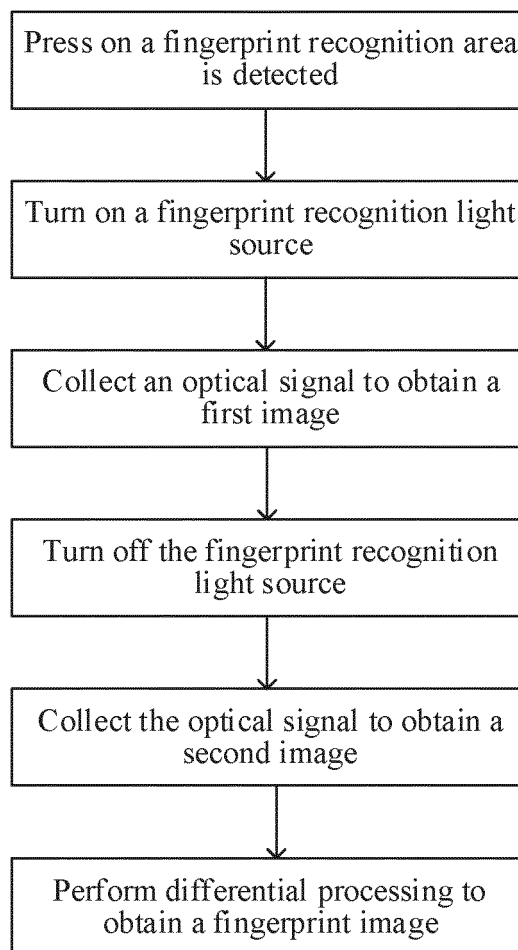 Press on a fingerprint recognition area
is detected
Turn on a fingerprint recognition light
source
Collect an optical signal to obtain a
first image
Turn off the fingerprint recognition
light source
Collect the optical signal to obtain a
second image
Perform differential processing to
obtain a fingerprint image